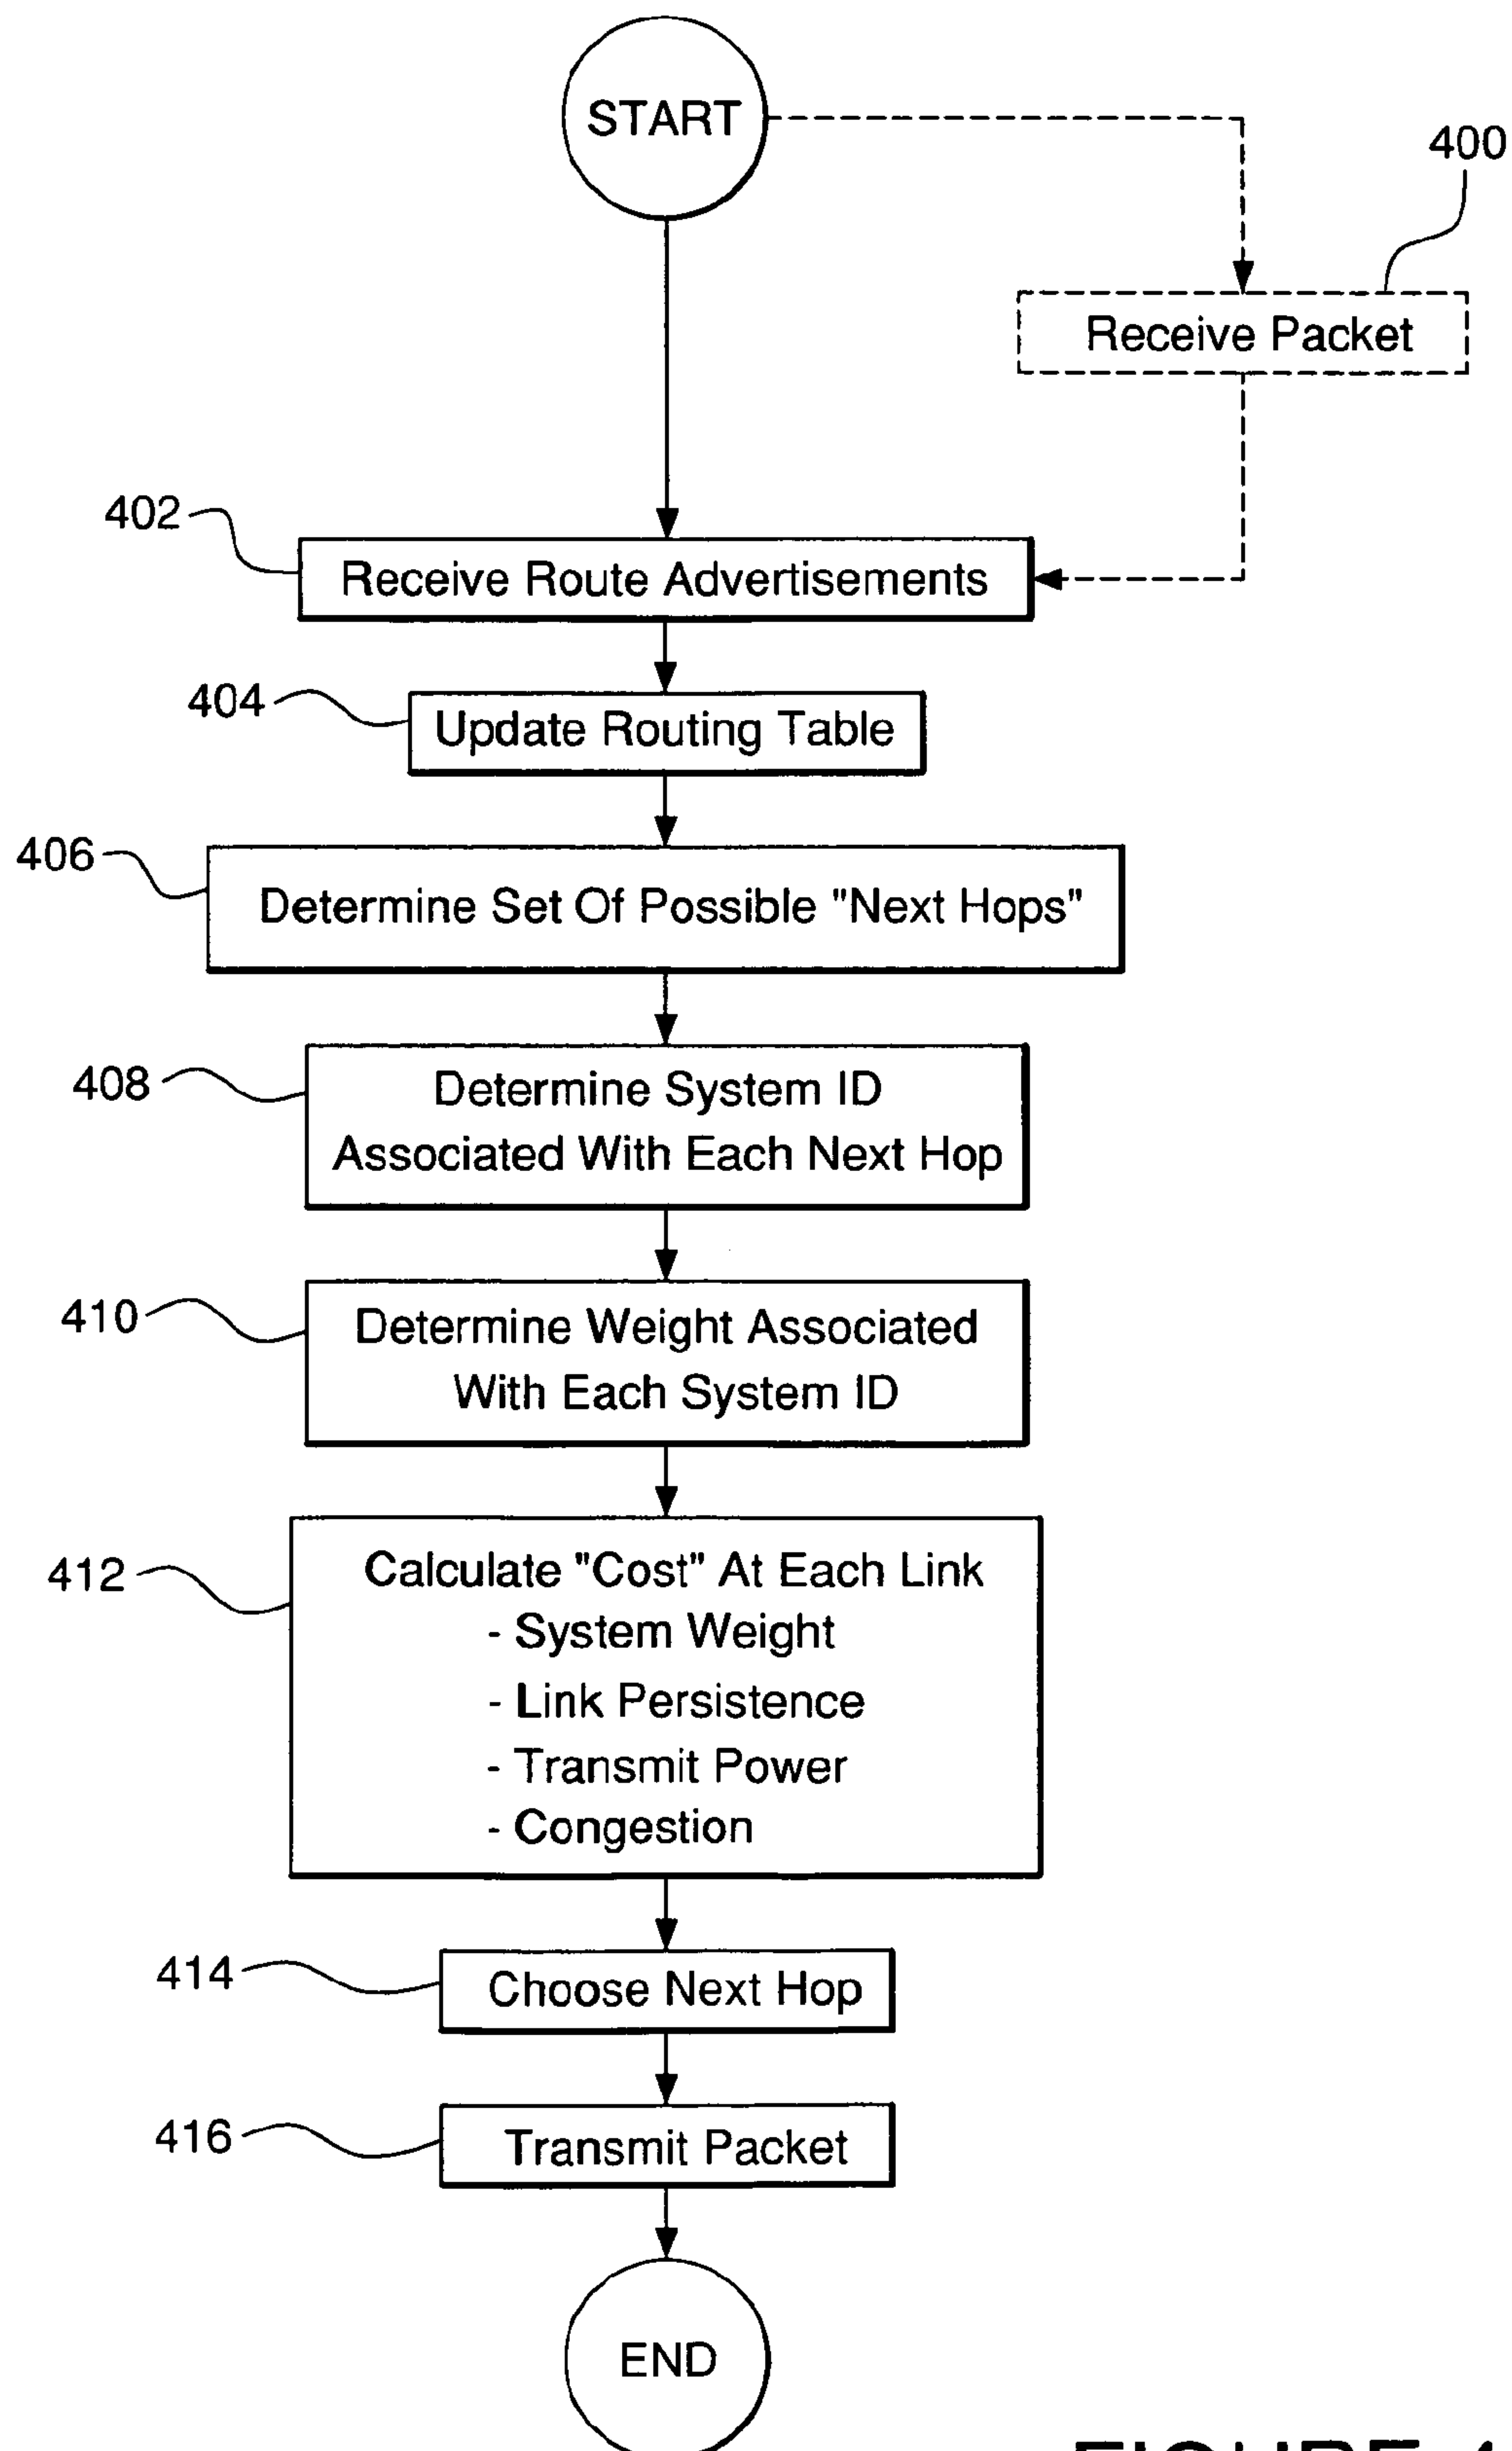 START
400
Receive Packet
402
Receive Route Advertisements
404
Update Routing Table
406
Determine Set Of Possible "Next Hops"
408
Determine System ID
Associated With Each Next Hop
410
Determine Weight Associated
With Each System ID
412
Calculate "Cost" At Each Link
- System Weight
- Link Persistence
- Transmit Power
- Congestion
414
Choose Next Hop
416
Transmit Packet
END